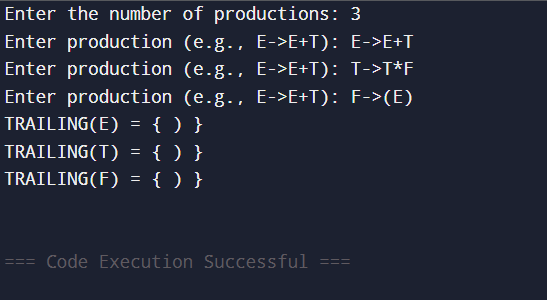 Enter the number of productions: 3
Enter production (e.g., E->E+T): E->E+T
Enter production (e.g., E->E+T): T->T*F
Enter production (e.g., E->E+T): F->(E)
TRAILING(E) = { ) }
TRAILING(T) = { ) }
TRAILING(F) = { ) }
=== Code Execution Successful ===